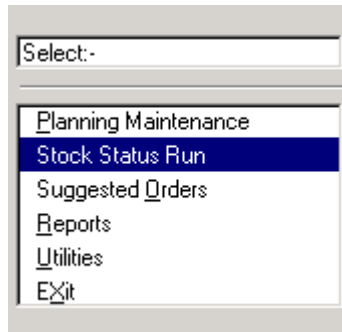 Select:-
Planning Maintenance
Stock Status Run
Suggested Orders
Reports
Utilities
EXit